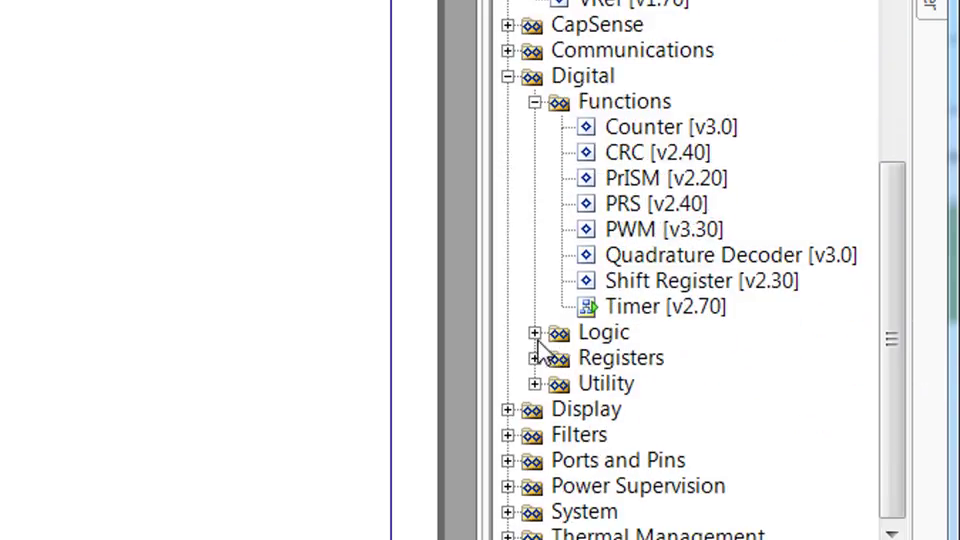 VRef [v1.70]
CapSense
Communications
Digital
Functions
Counter [v3.0]
CRC [v2.40]
PrISM [v2.20]
PRS [v2.40]
PWM [v3.30]
Quadrature Decoder [v3.0]
Shift Register [v2.30]
Timer [v2.70]
Logic
Registers
Utility
Display
Filters
Ports and Pins
Power Supervision
System
Thermal Management